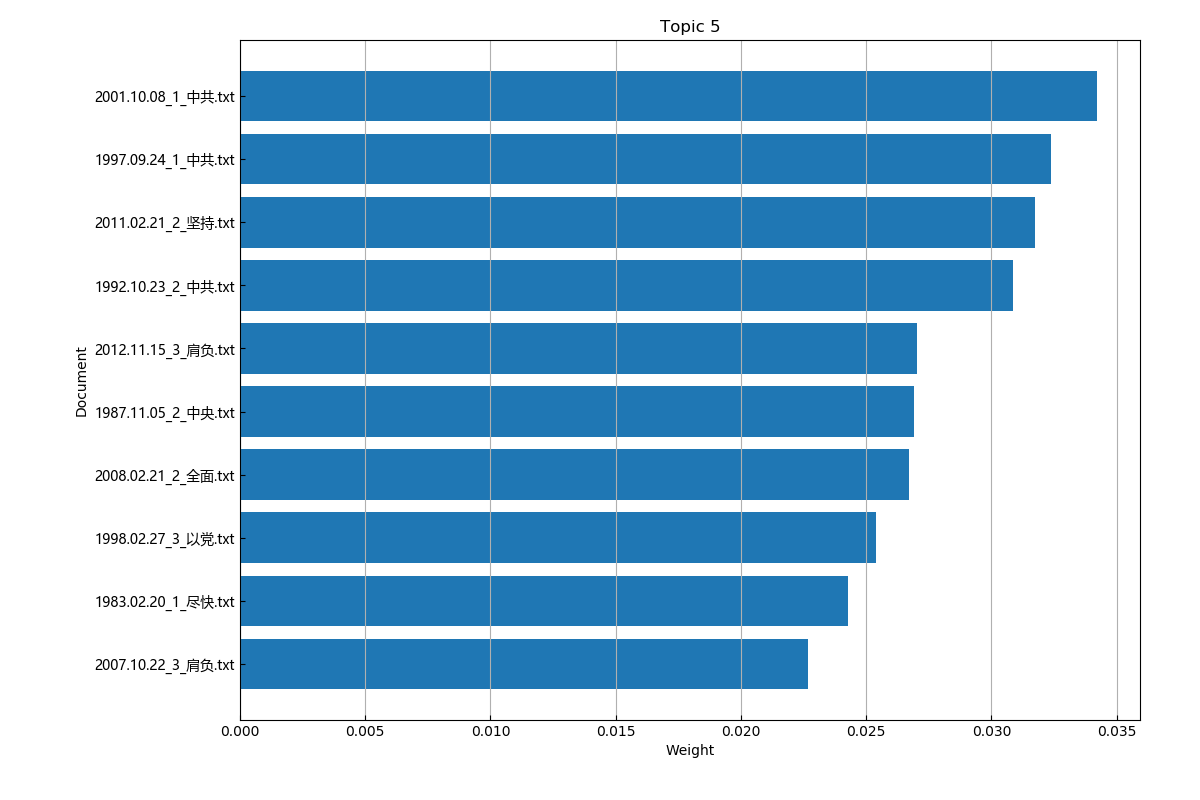 Topic 5
Document
2001.10.08_1_中共.txt
1997.09.24_1_中共.txt
2011.02.21_2_坚持.txt
1992.10.23_2_中共.txt
2012.11.15_3_肩负.txt
1987.11.05_2_中央.txt
2008.02.21_2_全面.txt
1998.02.27_3_以党.txt
1983.02.20_1_尽快.txt
2007.10.22_3_肩负.txt
0.000 0.005 0.010 0.015 0.020 0.025 0.030 0.035
Weight